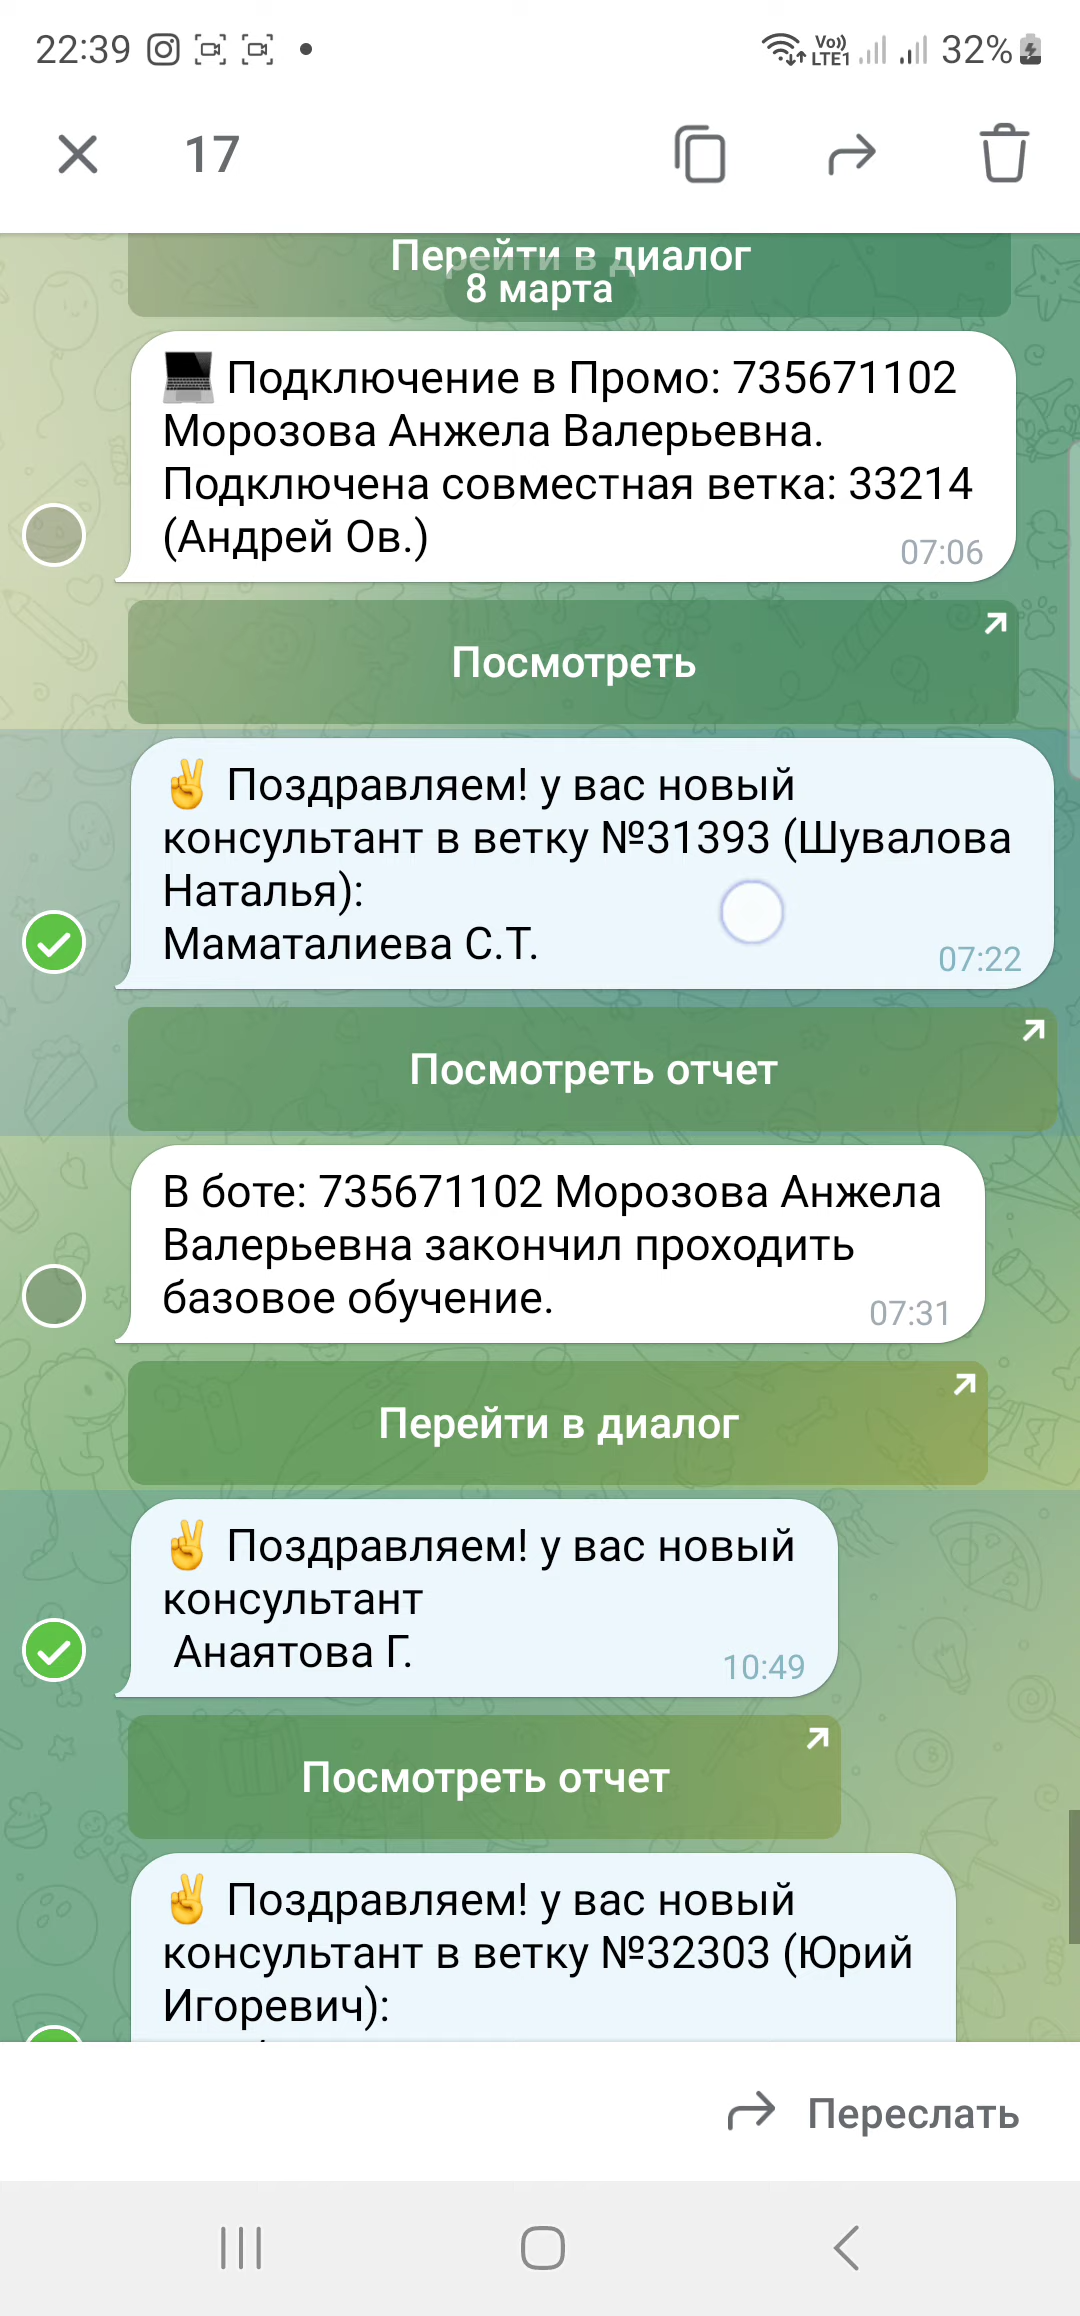 22:39
Vo))
LTE1
32%
17
Перейти в диалог
8 марта
Подключение в Промо: 735671102
Морозова Анжела Валерьевна.
Подключена совместная ветка: 33214
(Андрей Ов.)
07:06
Посмотреть
Поздравляем! у вас новый
консультант в ветку №31393 (Шувалова
Наталья):
Маматалиева С.Т.
07:22
Посмотреть отчет
В боте: 735671102 Морозова Анжела
Валерьевна закончил проходить
базовое обучение.
07:31
Перейти в диалог
Поздравляем! у вас новый
консультант
Анаятова Г.
10:49
Посмотреть отчет
Поздравляем! у вас новый
консультант в ветку №32303 (Юрий
Игоревич):
Переслать